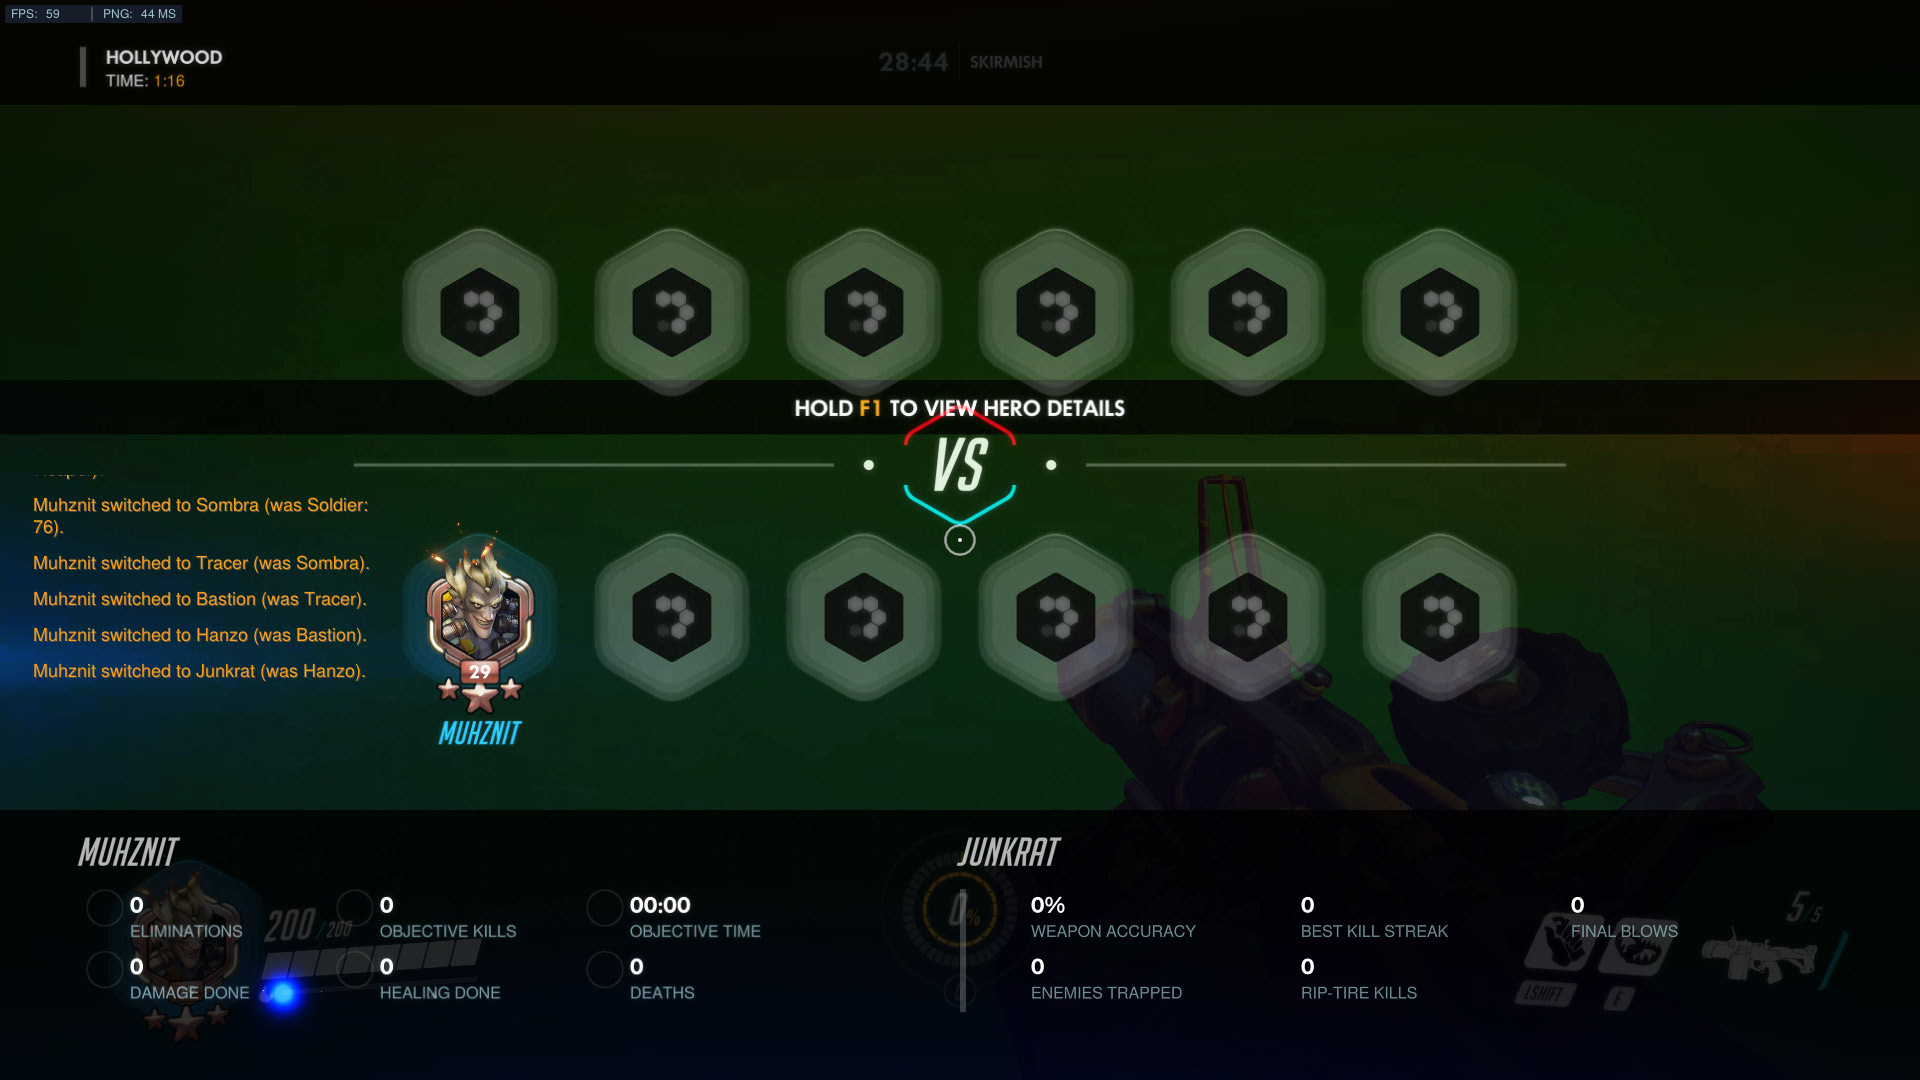 FPS: 59 | PNG: 44 MS
HOLLYWOOD
TIME: 1:16
28:44 | SKIRMISH
HOLD F1 TO VIEW HERO DETAILS
VS
Muhznit switched to Sombra (was Soldier:
76).
Muhznit switched to Tracer (was Sombra).
Muhznit switched to Bastion (was Tracer).
Muhznit switched to Hanzo (was Bastion).
Muhznit switched to Junkrat (was Hanzo).
29
MUHZNIT
MUHZNIT
0
ELIMINATIONS
0
OBJECTIVE KILLS
00:00
OBJECTIVE TIME
0
DAMAGE DONE
0
HEALING DONE
0
DEATHS
200/200
0%
JUNKRAT
0%
WEAPON ACCURACY
0
BEST KILL STREAK
0
FINAL BLOWS
0
ENEMIES TRAPPED
0
RIP-TIRE KILLS
5/5
LSHIFT
E